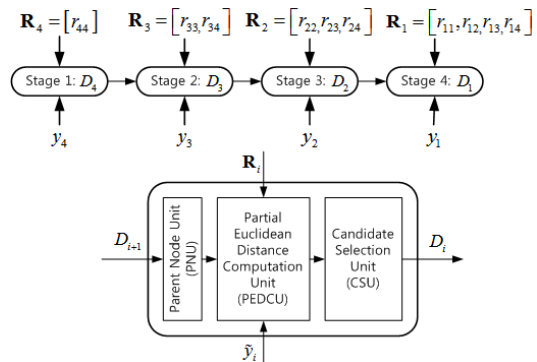 R₄ = [r₄₄] R₃ = [r₃₃, r₃₄] R₂ = [r₂₂, r₂₃, r₂₄] R₁ = [r₁₁, r₁₂, r₁₃, r₁₄]
Stage 1: D₄ Stage 2: D₃ Stage 3: D₂ Stage 4: D₁
y₄ y₃ y₂ y₁
Rᵢ
Parent Node Unit
(PNU)
Partial
Euclidean
Distance
Computation
Unit
(PEDCU)
Candidate
Selection
Unit
(CSU)
Dᵢ₊₁
Dᵢ
ỹᵢ